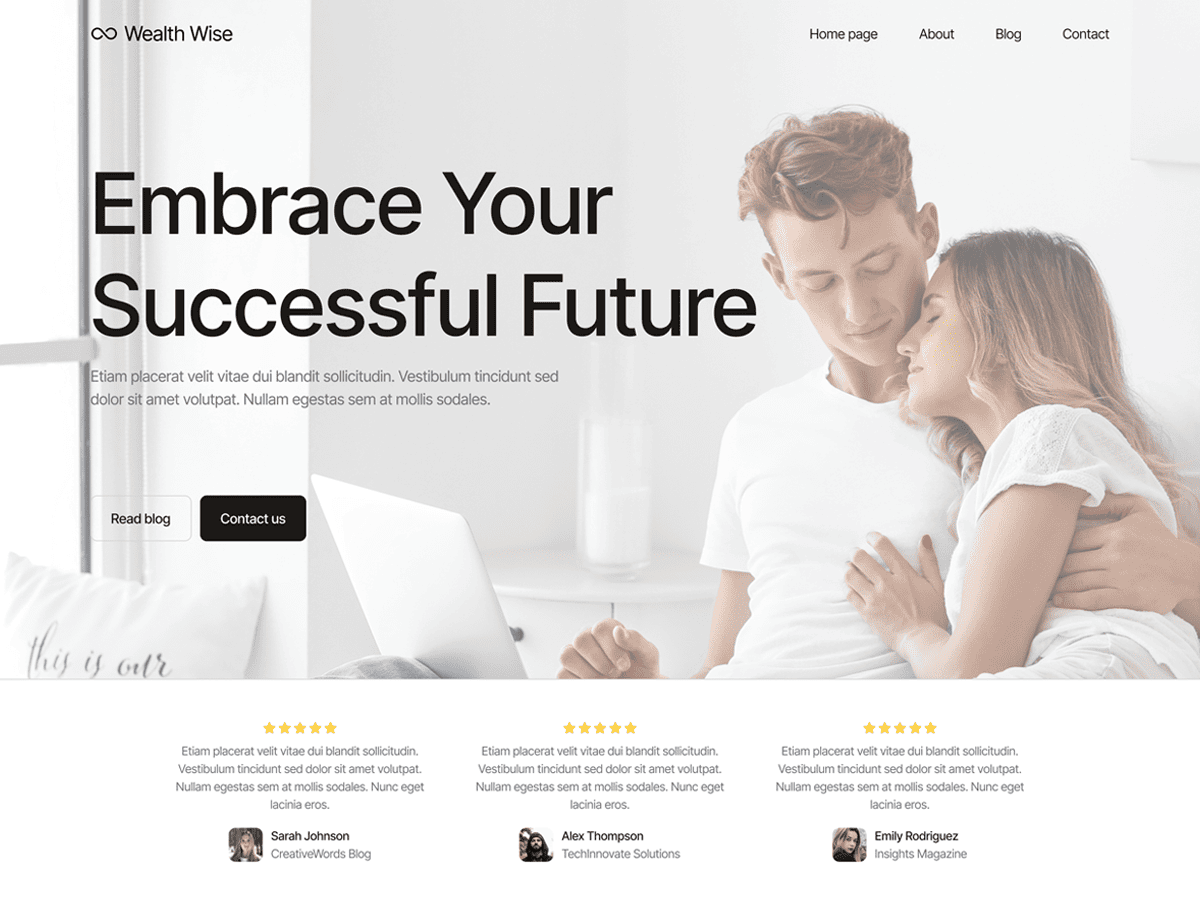 Wealth Wise
Home page About Blog Contact
Embrace Your
Successful Future
Etiam placerat velit vitae dui blandit sollicitudin. Vestibulum tincidunt sed
dolor sit amet volutpat. Nullam egestas sem at mollis sodales.
Read blog Contact us
this is our
Etiam placerat velit vitae dui blandit sollicitudin.
Vestibulum tincidunt sed dolor sit amet volutpat.
Nullam egestas sem at mollis sodales. Nunc eget
lacinia eros.
Sarah Johnson
CreativeWords Blog
Etiam placerat velit vitae dui blandit sollicitudin.
Vestibulum tincidunt sed dolor sit amet volutpat.
Nullam egestas sem at mollis sodales. Nunc eget
lacinia eros.
Alex Thompson
TechInnovate Solutions
Etiam placerat velit vitae dui blandit sollicitudin.
Vestibulum tincidunt sed dolor sit amet volutpat.
Nullam egestas sem at mollis sodales. Nunc eget
lacinia eros.
Emily Rodriguez
Insights Magazine